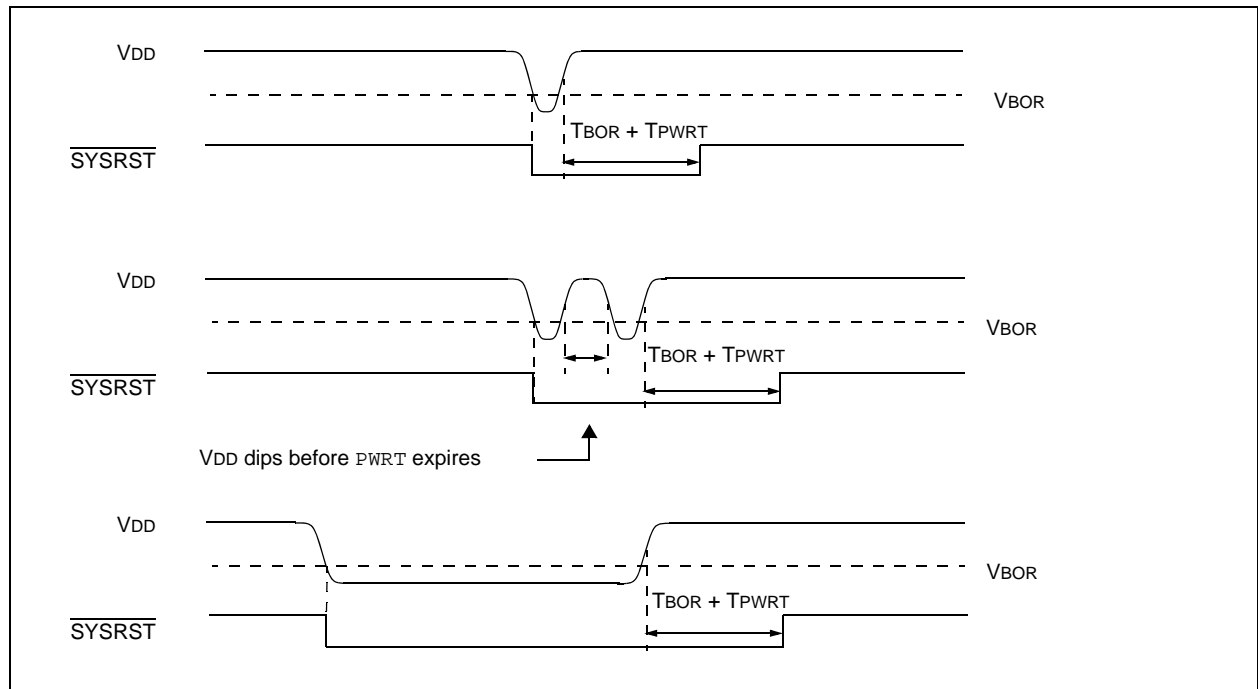 VDD
VBOR
TBOR + TPWRT
SYSRST
VDD
VBOR
TBOR + TPWRT
SYSRST
VDD dips before PWRT expires
VDD
VBOR
TBOR + TPWRT
SYSRST